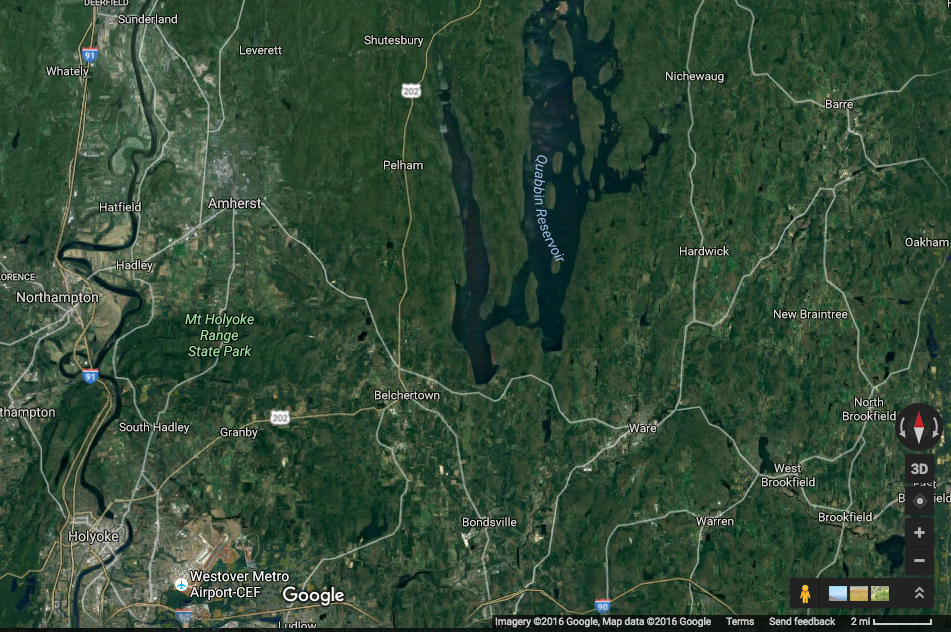 DEERFIELD
Sunderland
Leverett
Shutesbury
91
Whately
Nichewaug
202
Barre
Pelham
Quabbin Reservoir
Amherst
Hatfield
Oakham
Hardwick
Hadley
ORENCE
Northampton
New Braintree
Mt Holyoke
Range
State Park
91
Belchertown
North
Brookfield
thampton
202
South Hadley
Granby
Ware
3D
West
Brookfield
East
Bondsville
Warren
Brookfield
Holyoke
Westover Metro
Airport-CEF
Google
90
Ludlow
Imagery ©2016 Google, Map data ©2016 Google Terms Send feedback 2 mi